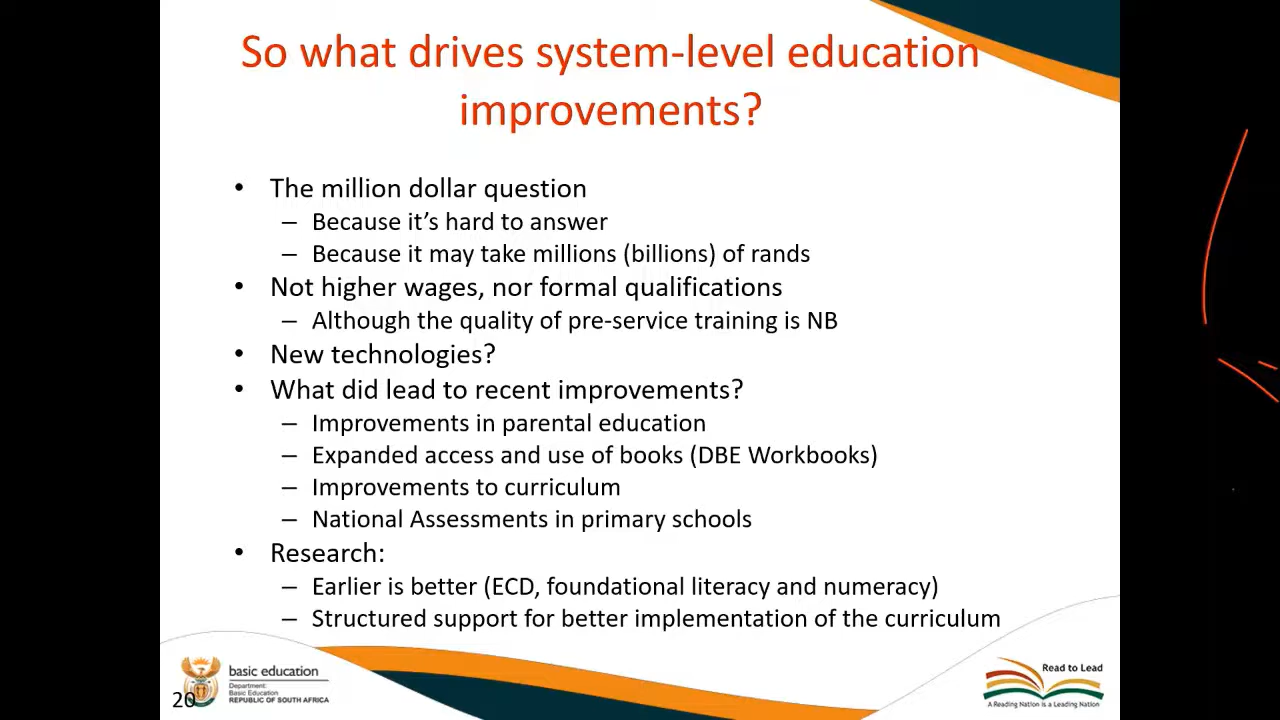 So what drives system-level education
improvements?
• The million dollar question
– Because it's hard to answer
– Because it may take millions (billions) of rands
• Not higher wages, nor formal qualifications
– Although the quality of pre-service training is NB
• New technologies?
• What did lead to recent improvements?
– Improvements in parental education
– Expanded access and use of books (DBE Workbooks)
– Improvements to curriculum
– National Assessments in primary schools
• Research:
– Earlier is better (ECD, foundational literacy and numeracy)
– Structured support for better implementation of the curriculum
20
basic education
Department:
Basic Education
REPUBLIC OF SOUTH AFRICA
Read to Lead
A Reading Nation is a Leading Nation